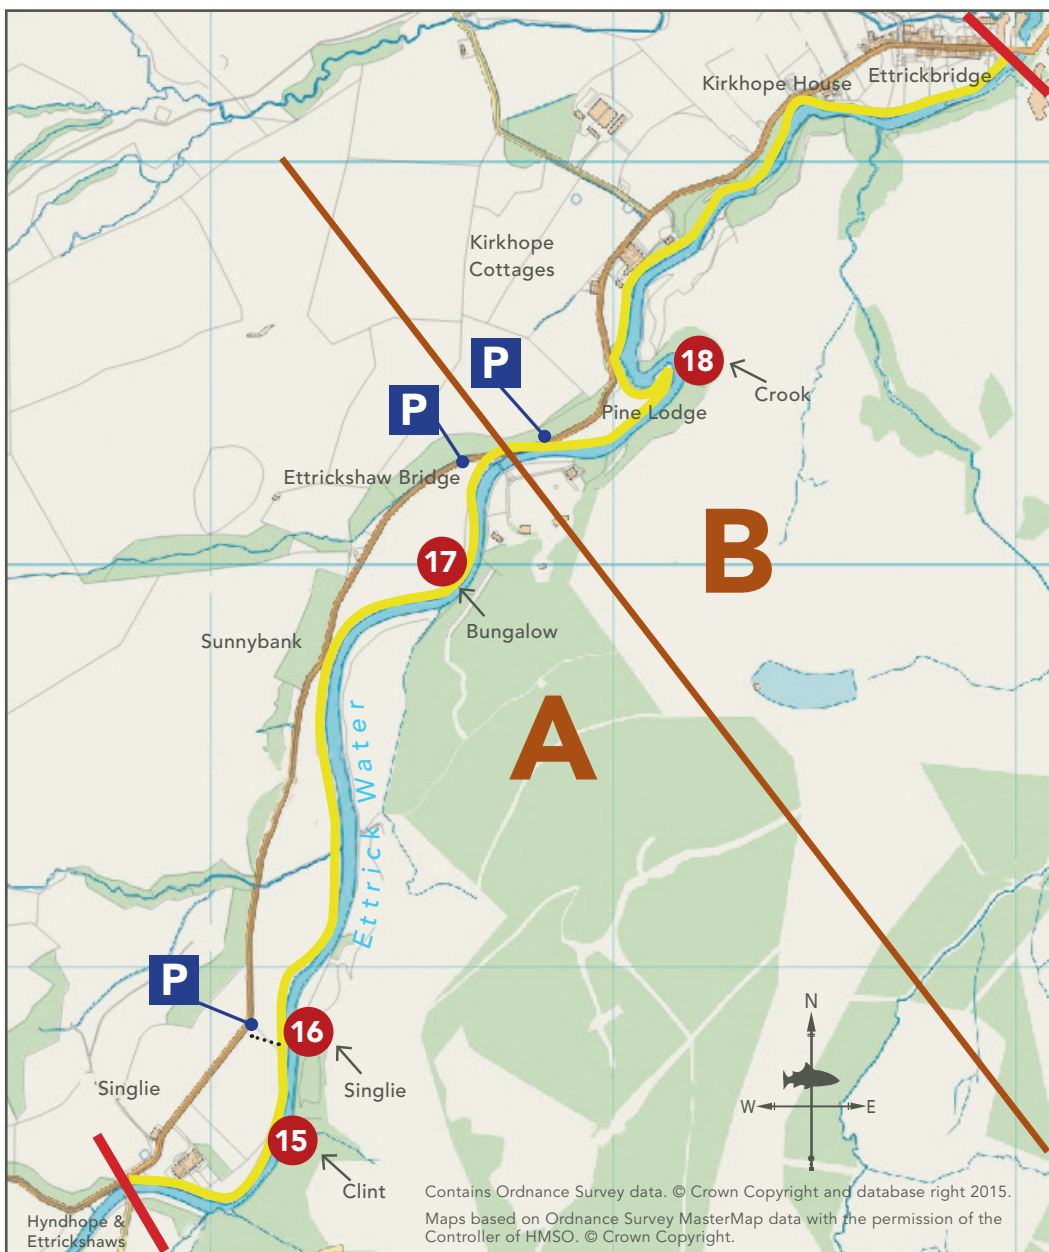 Kirkhope House
Ettrickbridge
Kirkhope
Cottages
P
18
Crook
P
Pine Lodge
Ettrickshaw Bridge
B
17
Bungalow
Sunnybank
A
Ettrick Water
P
16
Singlie
Singlie
N
W
E
15
Clint
Hyndhope &
Ettrickshaws
Contains Ordnance Survey data. © Crown Copyright and database right 2015.
Maps based on Ordnance Survey MasterMap data with the permission of the
Controller of HMSO. © Crown Copyright.